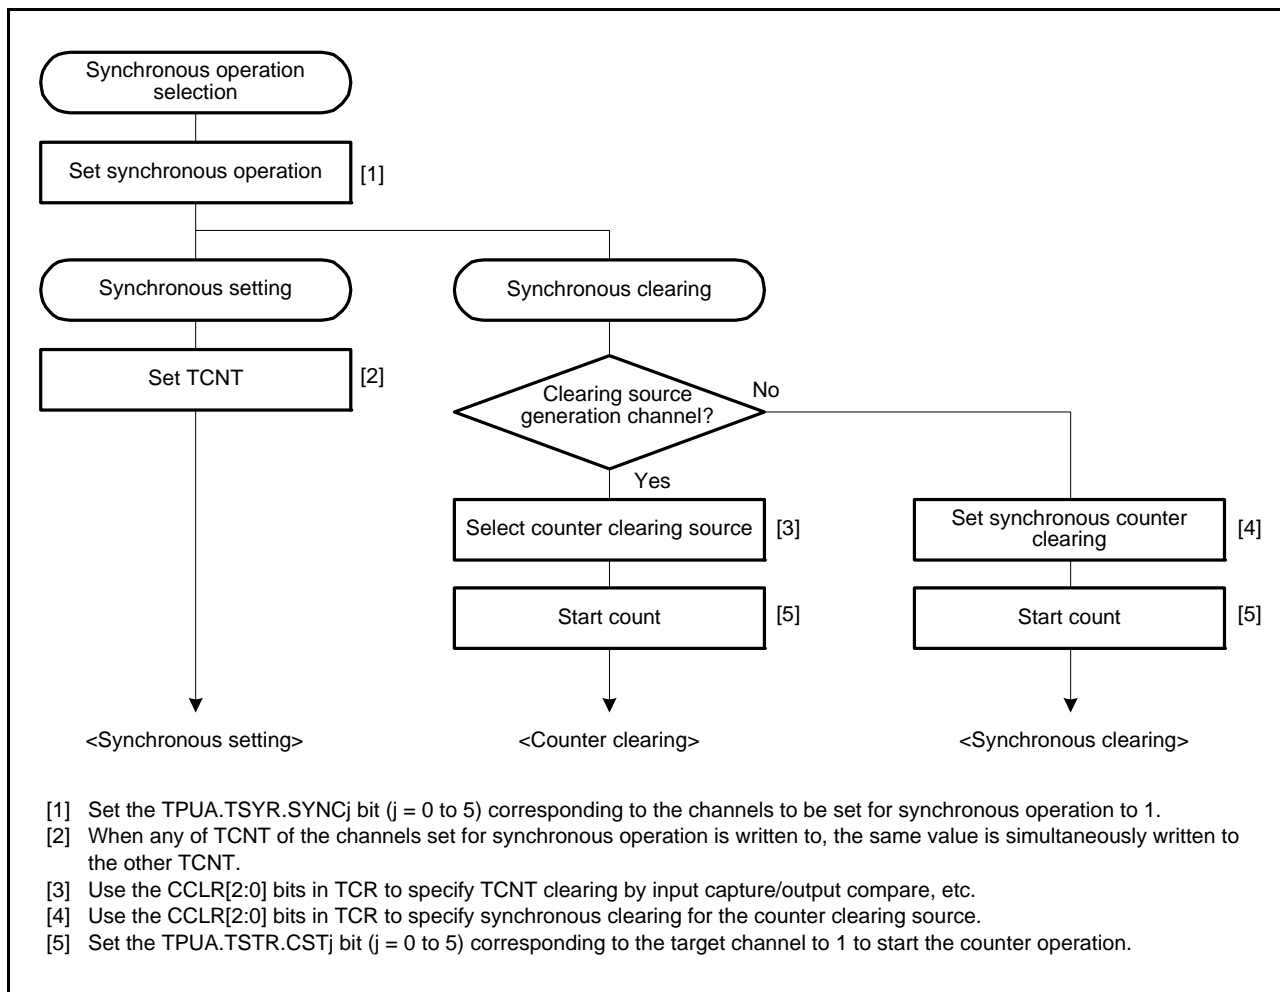 Synchronous operation
selection
Set synchronous operation [1]
Synchronous setting
Synchronous clearing
Set TCNT [2]
Clearing source
generation channel?
No
Yes
Select counter clearing source [3]
Set synchronous counter
clearing
[4]
Start count [5]
Start count [5]
<Synchronous setting>
<Counter clearing>
<Synchronous clearing>
[1] Set the TPUA.TSYR.SYNCj bit (j = 0 to 5) corresponding to the channels to be set for synchronous operation to 1.
[2] When any of TCNT of the channels set for synchronous operation is written to, the same value is simultaneously written to
the other TCNT.
[3] Use the CCLR[2:0] bits in TCR to specify TCNT clearing by input capture/output compare, etc.
[4] Use the CCLR[2:0] bits in TCR to specify synchronous clearing for the counter clearing source.
[5] Set the TPUA.TSTR.CSTj bit (j = 0 to 5) corresponding to the target channel to 1 to start the counter operation.